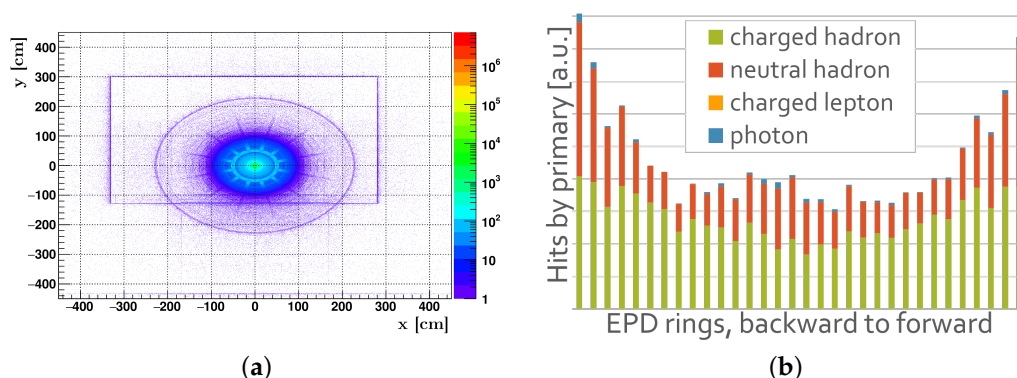 y [cm]
400
300
200
100
0
−100
−200
−300
−400
−400 −300 −200 −100 0 100 200 300 400
x [cm]
10⁶
10⁵
10⁴
10³
10²
10
1
(a)
Hits by primary [a.u.]
charged hadron
neutral hadron
charged lepton
photon
EPD rings, backward to forward
(b)